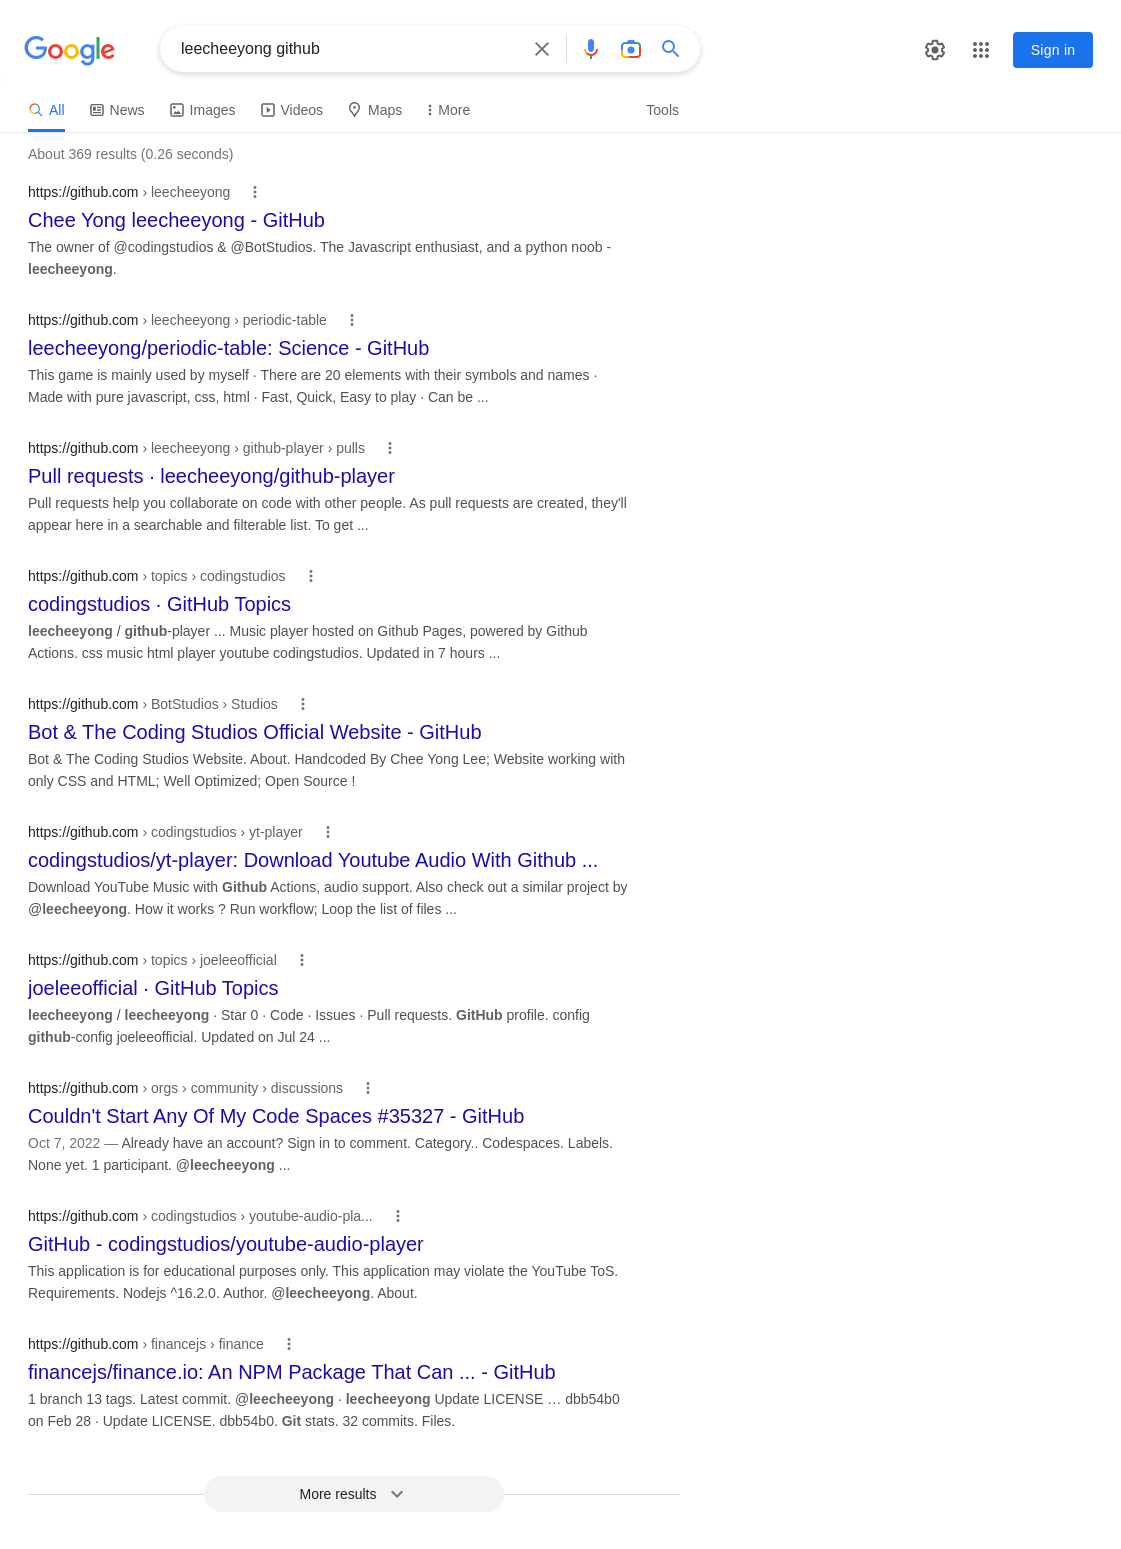 Google
leecheeyong github
Sign in
All
News
Images
Videos
Maps
More
Tools
About 369 results (0.26 seconds)
https://github.com › leecheeyong
Chee Yong leecheeyong - GitHub
The owner of @codingstudios & @BotStudios. The Javascript enthusiast, and a python noob -
leecheeyong.
https://github.com › leecheeyong › periodic-table
leecheeyong/periodic-table: Science - GitHub
This game is mainly used by myself · There are 20 elements with their symbols and names ·
Made with pure javascript, css, html · Fast, Quick, Easy to play · Can be ...
https://github.com › leecheeyong › github-player › pulls
Pull requests · leecheeyong/github-player
Pull requests help you collaborate on code with other people. As pull requests are created, they'll
appear here in a searchable and filterable list. To get ...
https://github.com › topics › codingstudios
codingstudios · GitHub Topics
leecheeyong / github-player ... Music player hosted on Github Pages, powered by Github
Actions. css music html player youtube codingstudios. Updated in 7 hours ...
https://github.com › BotStudios › Studios
Bot & The Coding Studios Official Website - GitHub
Bot & The Coding Studios Website. About. Handcoded By Chee Yong Lee; Website working with
only CSS and HTML; Well Optimized; Open Source !
https://github.com › codingstudios › yt-player
codingstudios/yt-player: Download Youtube Audio With Github ...
Download YouTube Music with Github Actions, audio support. Also check out a similar project by
@leecheeyong. How it works ? Run workflow; Loop the list of files ...
https://github.com › topics › joeleeofficial
joeleeofficial · GitHub Topics
leecheeyong / leecheeyong · Star 0 · Code · Issues · Pull requests. GitHub profile. config
github-config joeleeofficial. Updated on Jul 24 ...
https://github.com › orgs › community › discussions
Couldn't Start Any Of My Code Spaces #35327 - GitHub
Oct 7, 2022 — Already have an account? Sign in to comment. Category.. Codespaces. Labels.
None yet. 1 participant. @leecheeyong ...
https://github.com › codingstudios › youtube-audio-pla...
GitHub - codingstudios/youtube-audio-player
This application is for educational purposes only. This application may violate the YouTube ToS.
Requirements. Nodejs ^16.2.0. Author. @leecheeyong. About.
https://github.com › financejs › finance
financejs/finance.io: An NPM Package That Can ... - GitHub
1 branch 13 tags. Latest commit. @leecheeyong · leecheeyong Update LICENSE … dbb54b0
on Feb 28 · Update LICENSE. dbb54b0. Git stats. 32 commits. Files.
More results